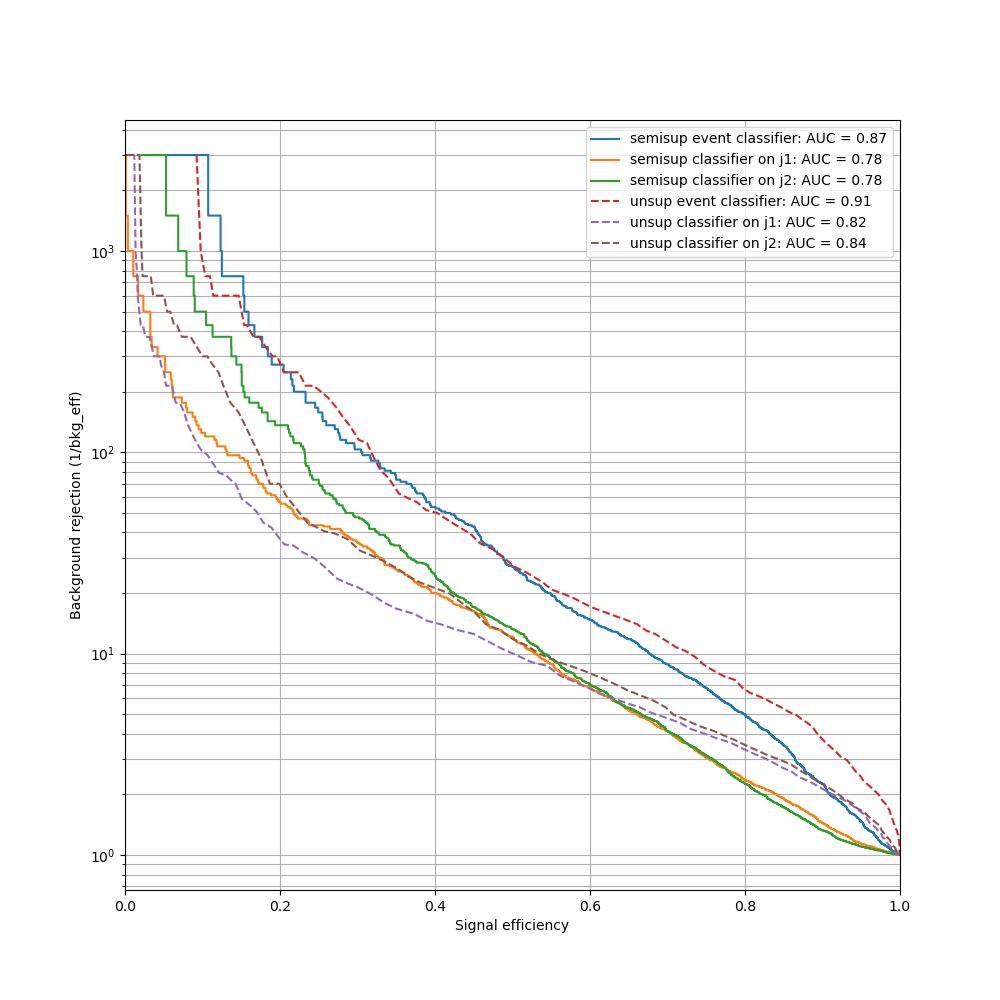 semisup event classifier: AUC = 0.87
semisup classifier on j1: AUC = 0.78
semisup classifier on j2: AUC = 0.78
unsup event classifier: AUC = 0.91
unsup classifier on j1: AUC = 0.82
unsup classifier on j2: AUC = 0.84
10³
10²
10¹
10⁰
Background rejection (1/bkg_eff)
0.0 0.2 0.4 0.6 0.8 1.0
Signal efficiency